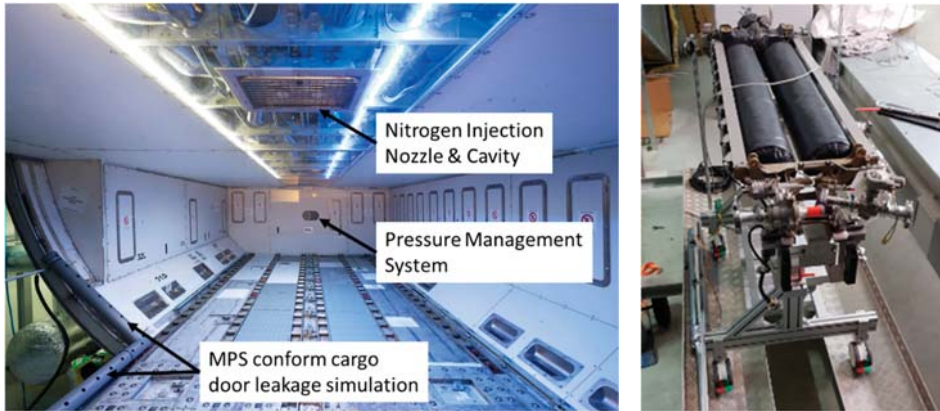 Nitrogen Injection
Nozzle & Cavity
Pressure Management
System
MPS conform cargo
door leakage simulation